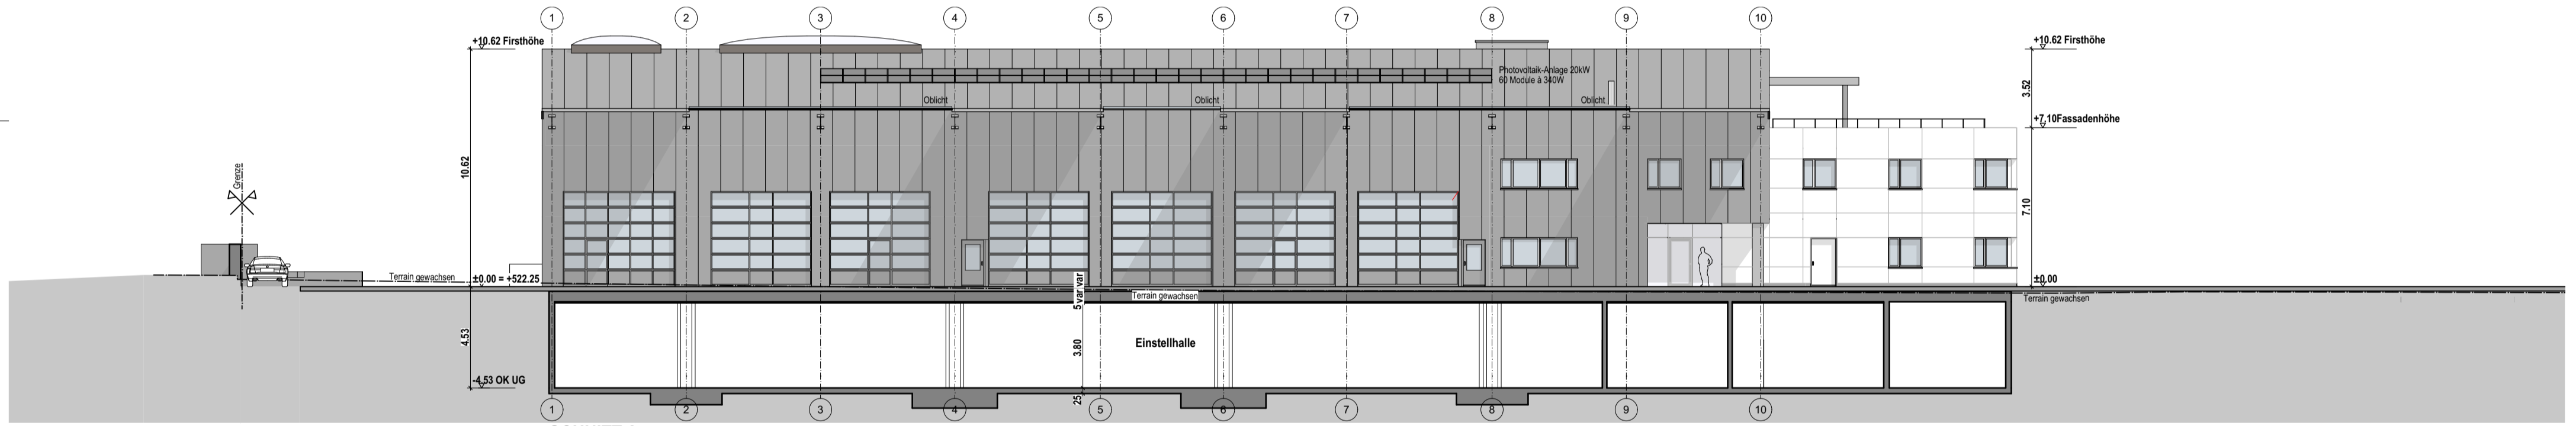 1 2 3 4 5 6 7 8 9 10
+10.62 Firsthöhe
+10.62 Firsthöhe
Photovoltaik-Anlage 20kW
60 Module à 340W
3.52
Oblicht
Oblicht
Oblicht
+7.10Fassadenhöhe
10.62
Grenze
7.10
Terrain gewachsen
±0.00 = +522.25
±0.00
var
var
Terrain gewachsen
Terrain gewachsen
4.53
3.80
Einstellhalle
-4.53 OK UG
25
1 2 3 4 5 6 7 8 9 10